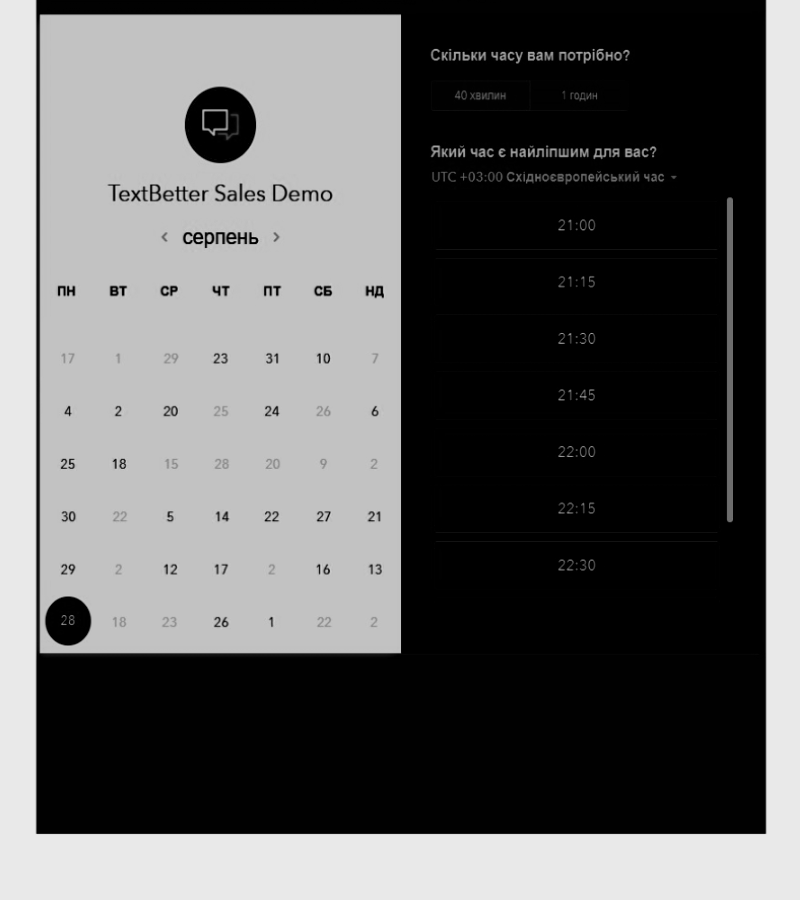 TextBetter Sales Demo
‹ серпень ›
ПН ВТ СР ЧТ ПТ СБ НД
17 1 29 23 31 10 7
4 2 20 25 24 26 6
25 18 15 28 20 9 2
30 22 5 14 22 27 21
29 2 12 17 2 16 13
28 18 23 26 1 22 2
Скільки часу вам потрібно?
40 хвилин 1 годин
Який час є найліпшим для вас?
UTC +03:00 Східноєвропейський час
21:00
21:15
21:30
21:45
22:00
22:15
22:30